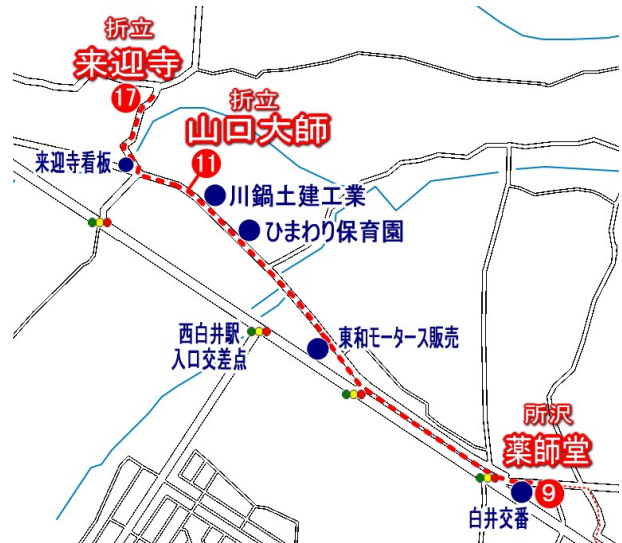 折立
来迎寺
17
折立
山口大師
11
来迎寺看板
川鍋土建工業
ひまわり保育園
西白井駅
入口交差点
東和モータース販売
所沢
薬師堂
9
白井交番